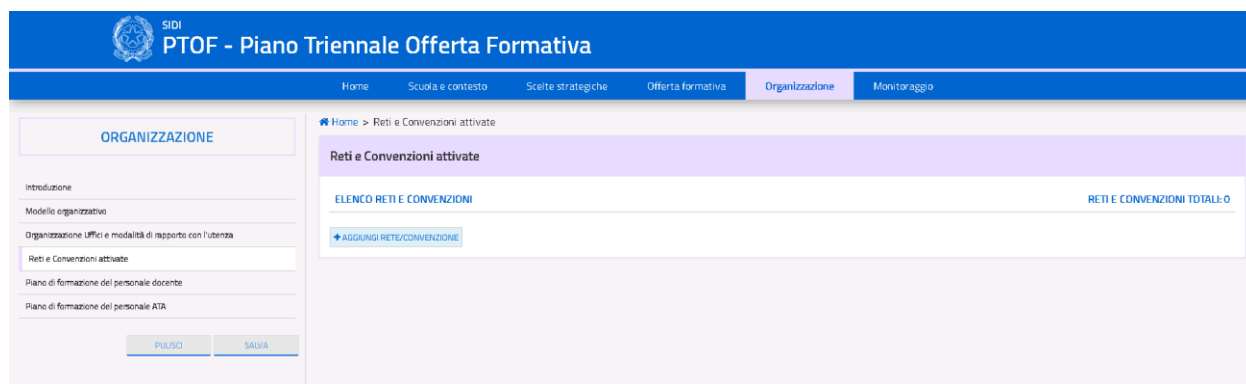 SIDI
PTOF - Piano Triennale Offerta Formativa
Home Scuola e contesto Scelte strategiche Offerta formativa Organizzazione Monitoraggio
ORGANIZZAZIONE
Introduzione
Modello organizzativo
Organizzazione Uffici e modalità di rapporto con l'utenza
Reti e Convenzioni attivate
Piano di formazione del personale docente
Piano di formazione del personale ATA
PULISCI SALVA
Home > Reti e Convenzioni attivate
Reti e Convenzioni attivate
ELENCO RETI E CONVENZIONI RETI E CONVENZIONI TOTALI: 0
+ AGGIUNGI RETE/CONVENZIONE